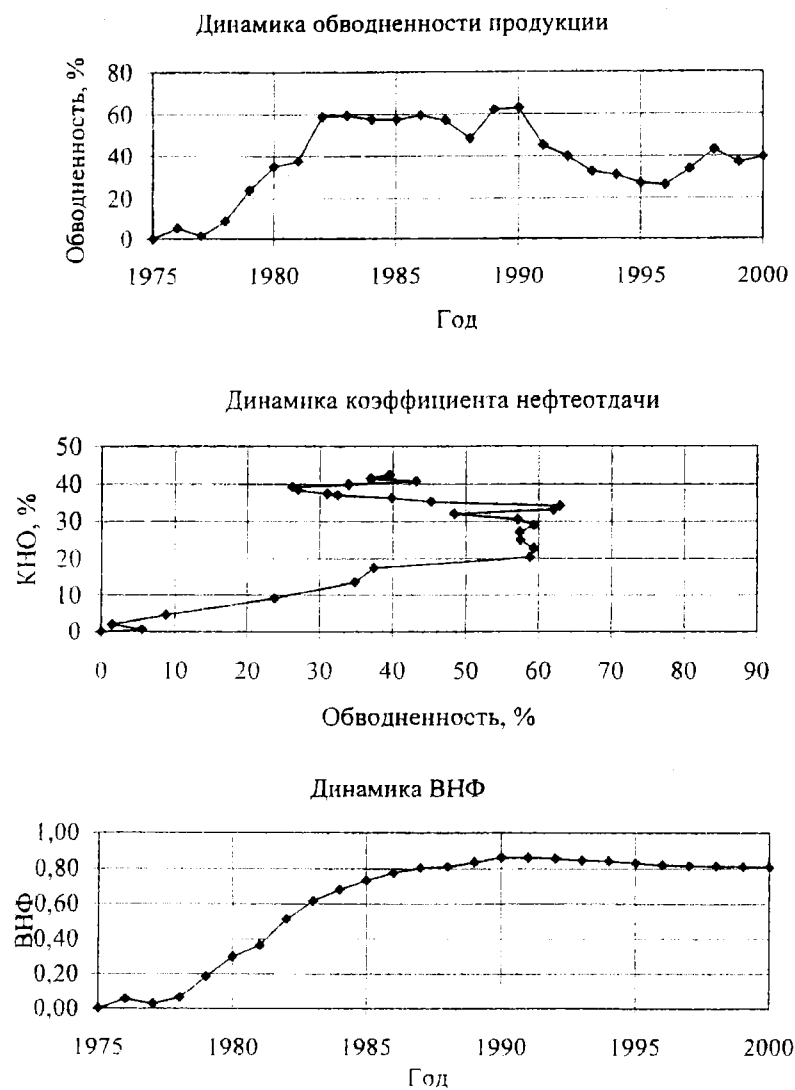 Динамика обводненности продукции
Обводненность, %
80
60
40
20
0
1975 1980 1985 1990 1995 2000
Год
Динамика коэффициента нефтеотдачи
КНО, %
50
40
30
20
10
0
0 10 20 30 40 50 60 70 80 90
Обводненность, %
Динамика ВНФ
ВНФ
1,00
0,80
0,60
0,40
0,20
0,00
1975 1980 1985 1990 1995 2000
Год